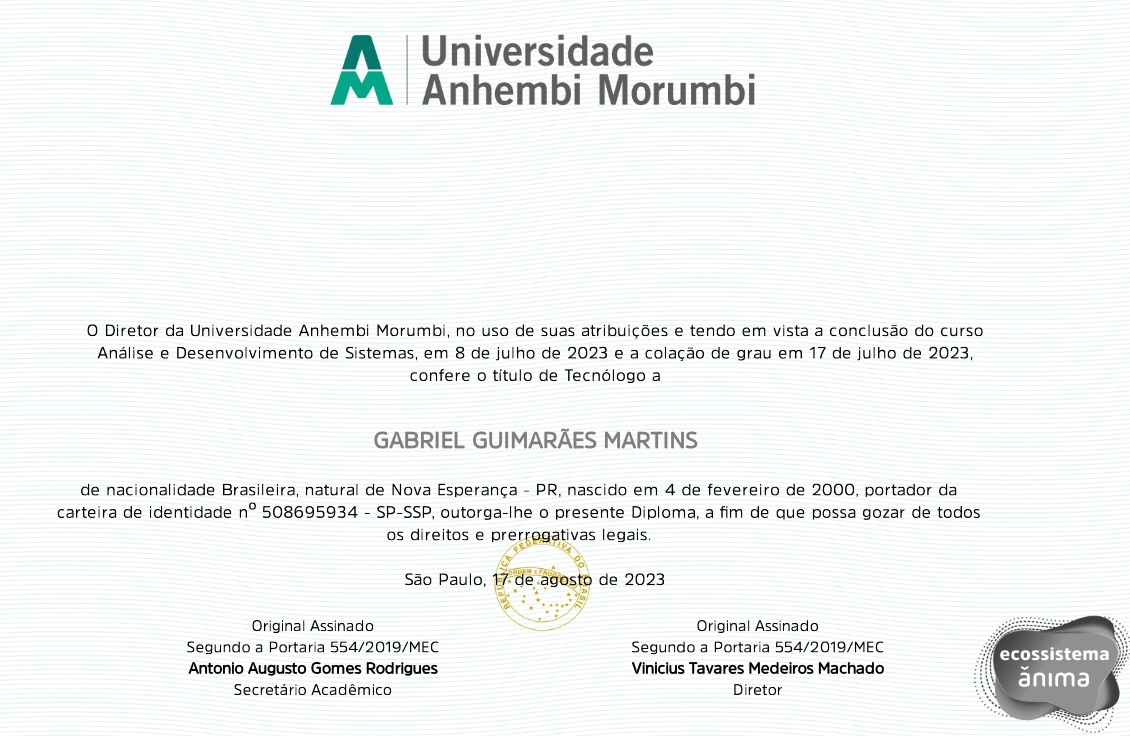 Universidade
Anhembi Morumbi
O Diretor da Universidade Anhembi Morumbi, no uso de suas atribuições e tendo em vista a conclusão do curso
Análise e Desenvolvimento de Sistemas, em 8 de julho de 2023 e a colação de grau em 17 de julho de 2023,
confere o título de Tecnólogo a
GABRIEL GUIMARÃES MARTINS
de nacionalidade Brasileira, natural de Nova Esperança - PR, nascido em 4 de fevereiro de 2000, portador da
carteira de identidade nº 508695934 - SP-SSP, outorga-lhe o presente Diploma, a fim de que possa gozar de todos
os direitos e prerrogativas legais.
REPÚBLICA FEDERATIVA DO BRASIL
ORDEM E PROGRESSO
São Paulo, 17 de agosto de 2023
Original Assinado
Segundo a Portaria 554/2019/MEC
Antonio Augusto Gomes Rodrigues
Secretário Acadêmico
Original Assinado
Segundo a Portaria 554/2019/MEC
Vinicius Tavares Medeiros Machado
Diretor
ecossistema
ănıma